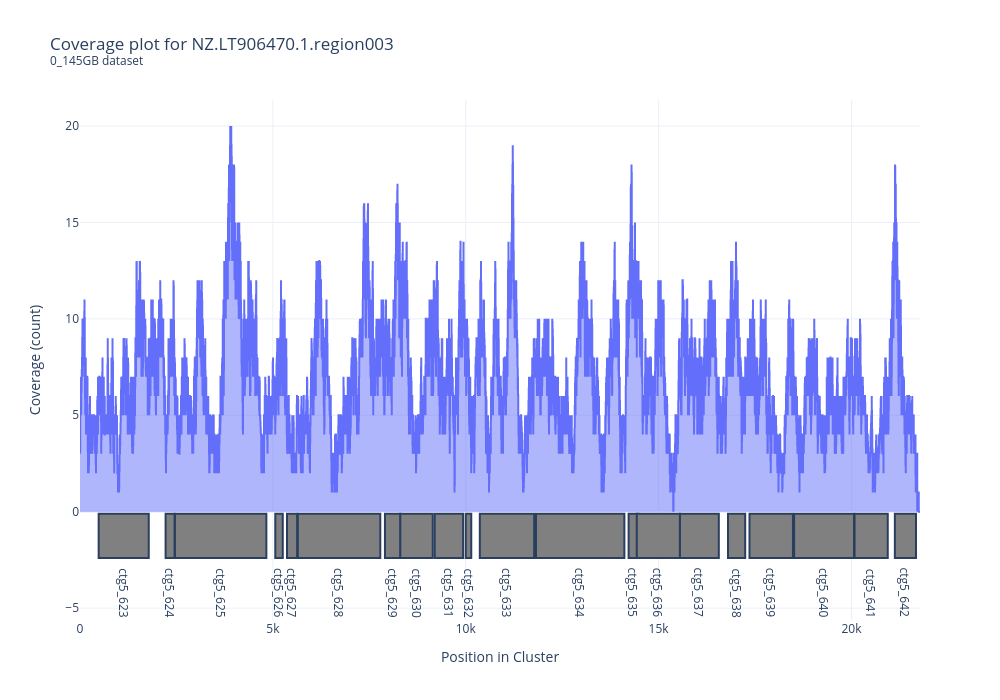 Coverage plot for NZ.LT906470.1.region003
0_145GB dataset
20
15
10
5
0
−5
Coverage (count)
ctg5_623
ctg5_624
ctg5_625
ctg5_626
ctg5_627
ctg5_628
ctg5_629
ctg5_630
ctg5_631
ctg5_632
ctg5_633
ctg5_634
ctg5_635
ctg5_636
ctg5_637
ctg5_638
ctg5_639
ctg5_640
ctg5_641
ctg5_642
0
5k
10k
15k
20k
Position in Cluster